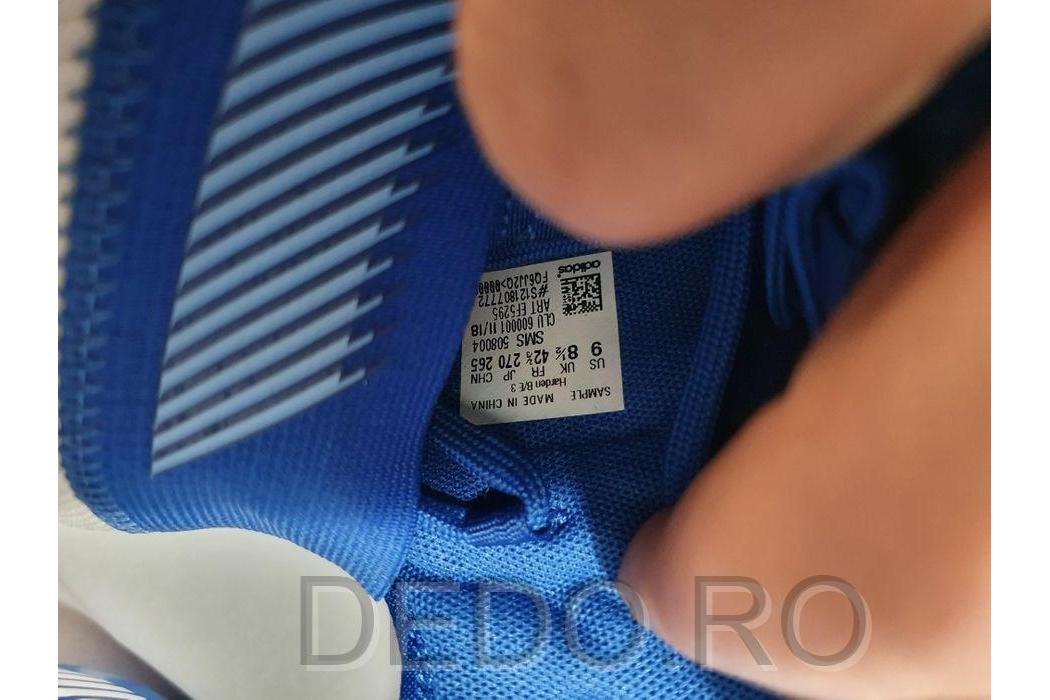 SAMPLE MADE IN CHINA
Harden B/E 3
US UK FR JP CHN
9 8½ 42⅔ 270 265
SMS 508004
CLU 600001 11/18
ART EF5295
#S121807772
adidas
DEDO.RO